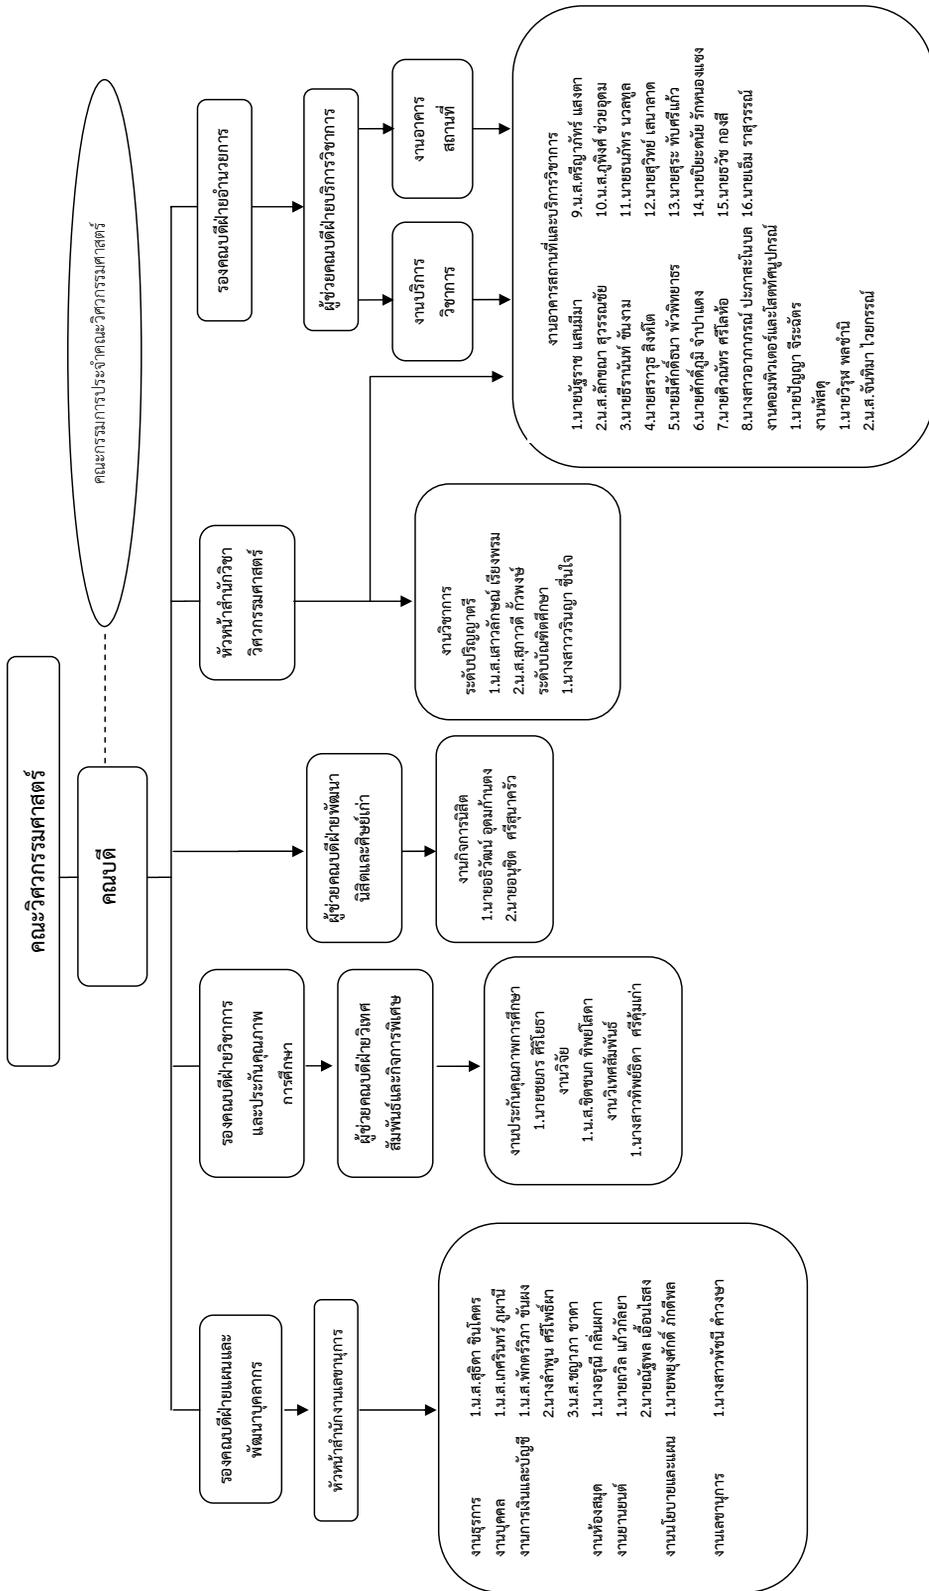 คณะวิศวกรรมศาสตร์
คณบดี
คณะกรรมการประจำคณะวิศวกรรมศาสตร์
รองคณบดีฝ่ายแผนและ
พัฒนาบุคลากร
หัวหน้าสำนักงานเลขานุการ
งานธุรการ 1.น.ส.สุธิดา ชินโคตร
งานบุคคล 1.น.ส.เกศรินทร์ ภูผานี
งานการเงินและบัญชี 1.น.ส.พักตร์วิภา ขันผง
2.นางลำพูน ศรีโพธิ์ผา
3.น.ส.ชญาภา ชาดา
งานห้องสมุด 1.นางอรุณี กลิ่นผกา
งานยานยนต์ 1.นายถวิล แก้วกัลยา
2.นายณัฐพล เอื้อนไธสง
งานนโยบายและแผน 1.นายพยุงศักดิ์ ภักดีพล
งานเลขานุการ 1.นางสาวพัชนี คำวงษา
รองคณบดีฝ่ายวิชาการ
และประกันคุณภาพ
การศึกษา
ผู้ช่วยคณบดีฝ่ายวิเทศ
สัมพันธ์และกิจการพิเศษ
งานประกันคุณภาพการศึกษา
1.นายชยภร ศิริโยธา
งานวิจัย
1.น.ส.ชิตชนก ทิพย์โสดา
งานวิเทศสัมพันธ์
1.นางสาวทิพย์ธิดา ศรีคุ้มเก่า
ผู้ช่วยคณบดีฝ่ายพัฒนา
นิสิตและศิษย์เก่า
งานกิจการนิสิต
1.นายอธิวัฒน์ อุดมก้านตง
2.นายอนุชิต ศรีสุนาครัว
หัวหน้าสำนักวิชา
วิศวกรรมศาสตร์
งานวิชาการ
ระดับปริญญาตรี
1.น.ส.เสาวลักษณ์ เรียงพรม
2.น.ส.สุภาวดี กั้วพงษ์
ระดับบัณฑิตศึกษา
1.นางสาววรินญา ชื่นใจ
รองคณบดีฝ่ายอำนวยการ
ผู้ช่วยคณบดีฝ่ายบริการวิชาการ
งานบริการ
วิชาการ
งานอาคาร
สถานที่
งานอาคารสถานที่และบริการวิชาการ
1.นายนัฐราช แสนมีมา 9.น.ส.ตรีญาภัทร์ แสงตา
2.น.ส.ลักขณา สุวรรณชัย 10.น.ส.ภูพิงค์ ช่วยอุดม
3.นายธีรานันท์ ขันงาม 11.นายธนภัทร นวลทูล
4.นายสราวุธ สิงห์โต 12.นายสุวิทย์ เสนาลาด
5.นายมีศักดิ์ธนา พัวพิทยาธร 13.นายสุระ ทับศรีแก้ว
6.นายศักดิ์ภูมิ จำปาแดง 14.นายปิยะดนัย รักหนองแซง
7.นายศิวณัทร ศรีโลห้อ 15.นายธวัช กองสี
8.นางสาวอาภาภรณ์ ปะภาสะโนบล 16.นายเอ็ม ราสุวรรณ์
งานคอมพิวเตอร์และโสตทัศนูปกรณ์
1.นายปัญญา จีระฉัตร
งานพัสดุ
1.นายวิรุฬ พลชำนิ
2.น.ส.จันทิมา ไวยกรรณ์